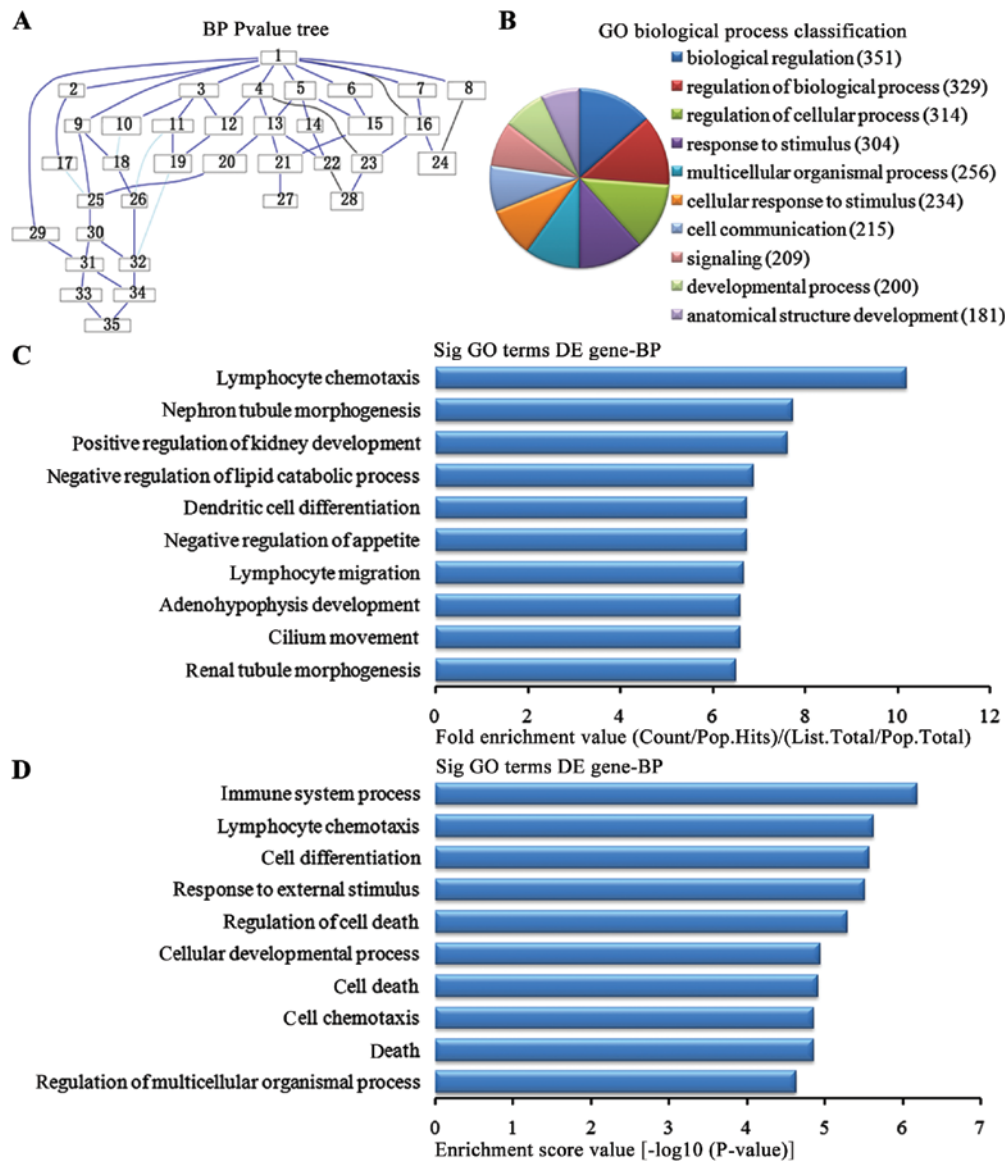 A
BP Pvalue tree
1
2
3
4
5
6
7
8
9
10
11
12
13
14
15
16
17
18
19
20
21
22
23
24
25
26
27
28
29
30
31
32
33
34
35
B
GO biological process classification
biological regulation (351)
regulation of biological process (329)
regulation of cellular process (314)
response to stimulus (304)
multicellular organismal process (256)
cellular response to stimulus (234)
cell communication (215)
signaling (209)
developmental process (200)
anatomical structure development (181)
C
Sig GO terms DE gene-BP
Lymphocyte chemotaxis
Nephron tubule morphogenesis
Positive regulation of kidney development
Negative regulation of lipid catabolic process
Dendritic cell differentiation
Negative regulation of appetite
Lymphocyte migration
Adenohypophysis development
Cilium movement
Renal tubule morphogenesis
0 2 4 6 8 10 12
Fold enrichment value (Count/Pop.Hits)/(List.Total/Pop.Total)
D
Sig GO terms DE gene-BP
Immune system process
Lymphocyte chemotaxis
Cell differentiation
Response to external stimulus
Regulation of cell death
Cellular developmental process
Cell death
Cell chemotaxis
Death
Regulation of multicellular organismal process
0 1 2 3 4 5 6 7
Enrichment score value [-log10 (P-value)]